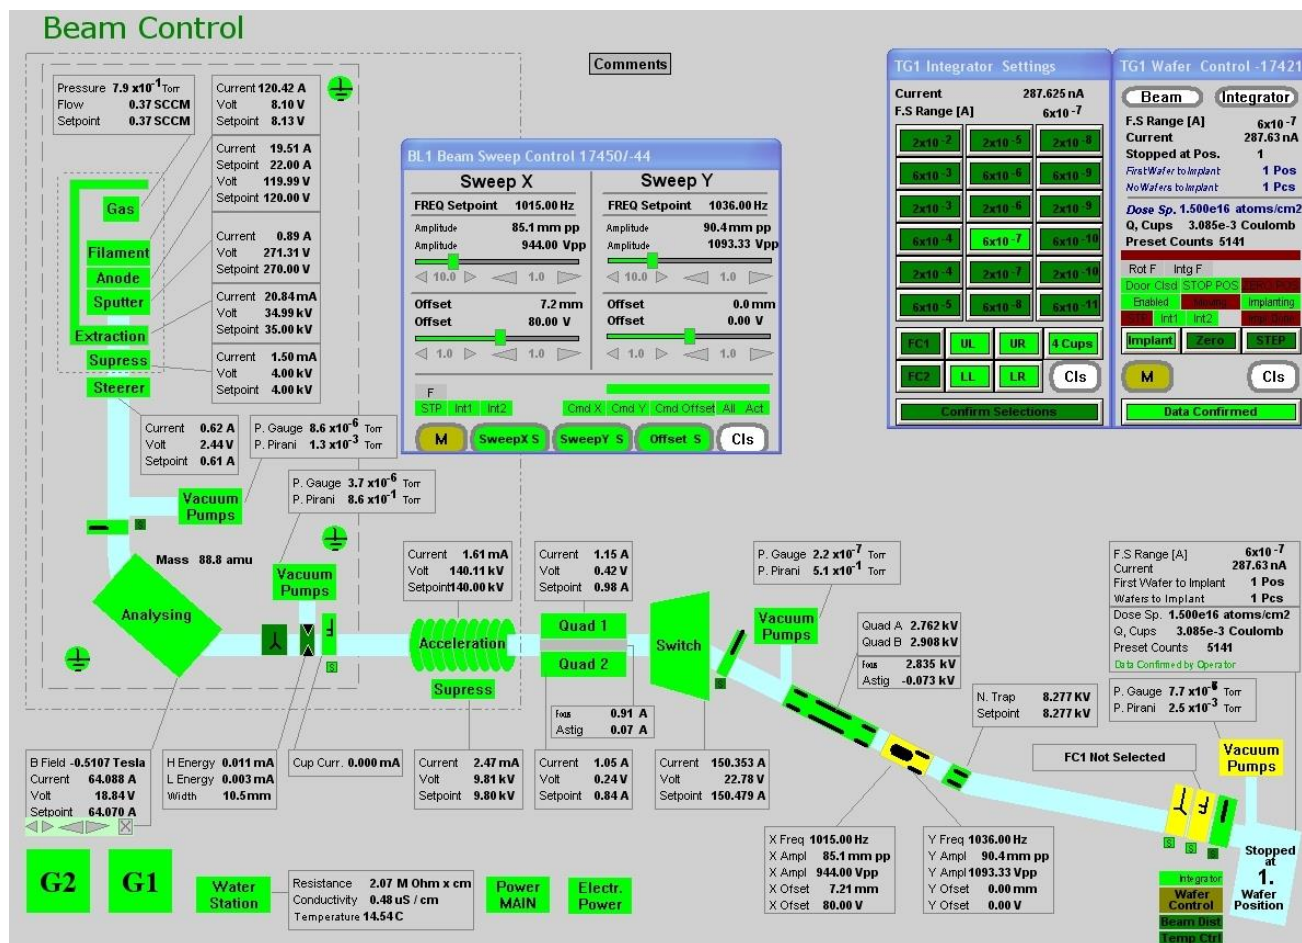 Beam Control
Comments
Pressure 7.9 x10-1 Torr
Flow 0.37 SCCM
Setpoint 0.37 SCCM
Current 120.42 A
Volt 8.10 V
Setpoint 8.13 V
Current 19.51 A
Setpoint 22.00 A
Volt 119.99 V
Setpoint 120.00 V
Current 0.89 A
Volt 271.31 V
Setpoint 270.00 V
Current 20.84 mA
Volt 34.99 kV
Setpoint 35.00 kV
Current 1.50 mA
Volt 4.00 kV
Setpoint 4.00 kV
Gas
Filament
Anode
Sputter
Extraction
Supress
Steerer
Current 0.62 A
Volt 2.44 V
Setpoint 0.61 A
P. Gauge 8.6 x10-6 Torr
P. Pirani 1.3 x10-3 Torr
P. Gauge 3.7 x10-6 Torr
P. Pirani 8.6 x10-1 Torr
Vacuum
Pumps
S
Mass 88.8 amu
Analysing
Vacuum
Pumps
S
BL1 Beam Sweep Control 17450/-44
Sweep X
FREQ Setpoint 1015.00 Hz
Amplitude 85.1 mm pp
Amplitude 944.00 Vpp
10.0 1.0
Offset 7.2 mm
Offset 80.00 V
1.0 1.0
Sweep Y
FREQ Setpoint 1036.00 Hz
Amplitude 90.4 mm pp
Amplitude 1093.33 Vpp
10.0 1.0
Offset 0.0 mm
Offset 0.00 V
1.0 1.0
F
STP Int1 Int2 Cmd X Cmd Y Cmd Offset All Act
M SweepX S SweepY S Offset S Cls
TG1 Integrator Settings
Current 287.625 nA
F.S Range [A] 6x10-7
2x10-2 2x10-5 2x10-8
6x10-3 6x10-6 6x10-9
2x10-3 2x10-6 2x10-9
6x10-4 6x10-7 6x10-10
2x10-4 2x10-7 2x10-10
6x10-5 6x10-8 6x10-11
FC1 UL UR 4 Cups
FC2 LL LR Cls
Confirm Selections
TG1 Wafer Control -17421
Beam Integrator
F.S Range [A] 6x10-7
Current 287.63 nA
Stopped at Pos. 1
First Wafer to Implant 1 Pos
No Wafers to Implant 1 Pcs
Dose Sp. 1.500e16 atoms/cm2
Q, Cups 3.085e-3 Coulomb
Preset Counts 5141
Rot F Intg F
Door Clsd STOP POS ZERO POS
Enabled Moving Implanting
STP Int1 Int2 Impl Done
Implant Zero STEP
M Cls
Data Confirmed
Current 1.61 mA
Volt 140.11 kV
Setpoint 140.00 kV
Current 1.15 A
Volt 0.42 V
Setpoint 0.98 A
P. Gauge 2.2 x10-7 Torr
P. Pirani 5.1 x10-1 Torr
Acceleration
Supress
Quad 1
Quad 2
Switch
Vacuum
Pumps
S
Focus 0.91 A
Astig 0.07 A
Quad A 2.762 kV
Quad B 2.908 kV
Focus 2.835 kV
Astig -0.073 kV
N. Trap 8.277 KV
Setpoint 8.277 kV
F.S Range [A] 6x10-7
Current 287.63 nA
First Wafer to Implant 1 Pos
Wafers to Implant 1 Pcs
Dose Sp. 1.500e16 atoms/cm2
Q, Cups 3.085e-3 Coulomb
Preset Counts 5141
Data Confirmed by Operator
P. Pirani 2.5 x10-3 Torr
FC1 Not Selected
Vacuum
Pumps
S S S
B Field -0.5107 Tesla
Current 64.088 A
Volt 18.84 V
Setpoint 64.070 A
H Energy 0.011 mA
L Energy 0.003 mA
Width 10.5 mm
Cup Curr. 0.000 mA
Current 2.47 mA
Volt 9.81 kV
Setpoint 9.80 kV
Current 1.05 A
Volt 0.24 V
Setpoint 0.84 A
Current 150.353 A
Volt 22.78 V
Setpoint 150.479 A
X Freq 1015.00 Hz
X Ampl 85.1 mm pp
X Ampl 944.00 Vpp
X Ofset 7.21 mm
X Ofset 80.00 V
Y Freq 1036.00 Hz
Y Ampl 90.4 mm pp
Y Ampl 1093.33 Vpp
Y Ofset 0.00 mm
Y Ofset 0.00 V
Stopped
at
1.
Wafer
Position
Integrator
Wafer
Control
Beam Dist
Temp Ctrl
G2
G1
Water
Station
Resistance 2.07 M Ohm x cm
Conductivity 0.48 uS / cm
Temperature 14.54 C
Power
MAIN
Electr.
Power